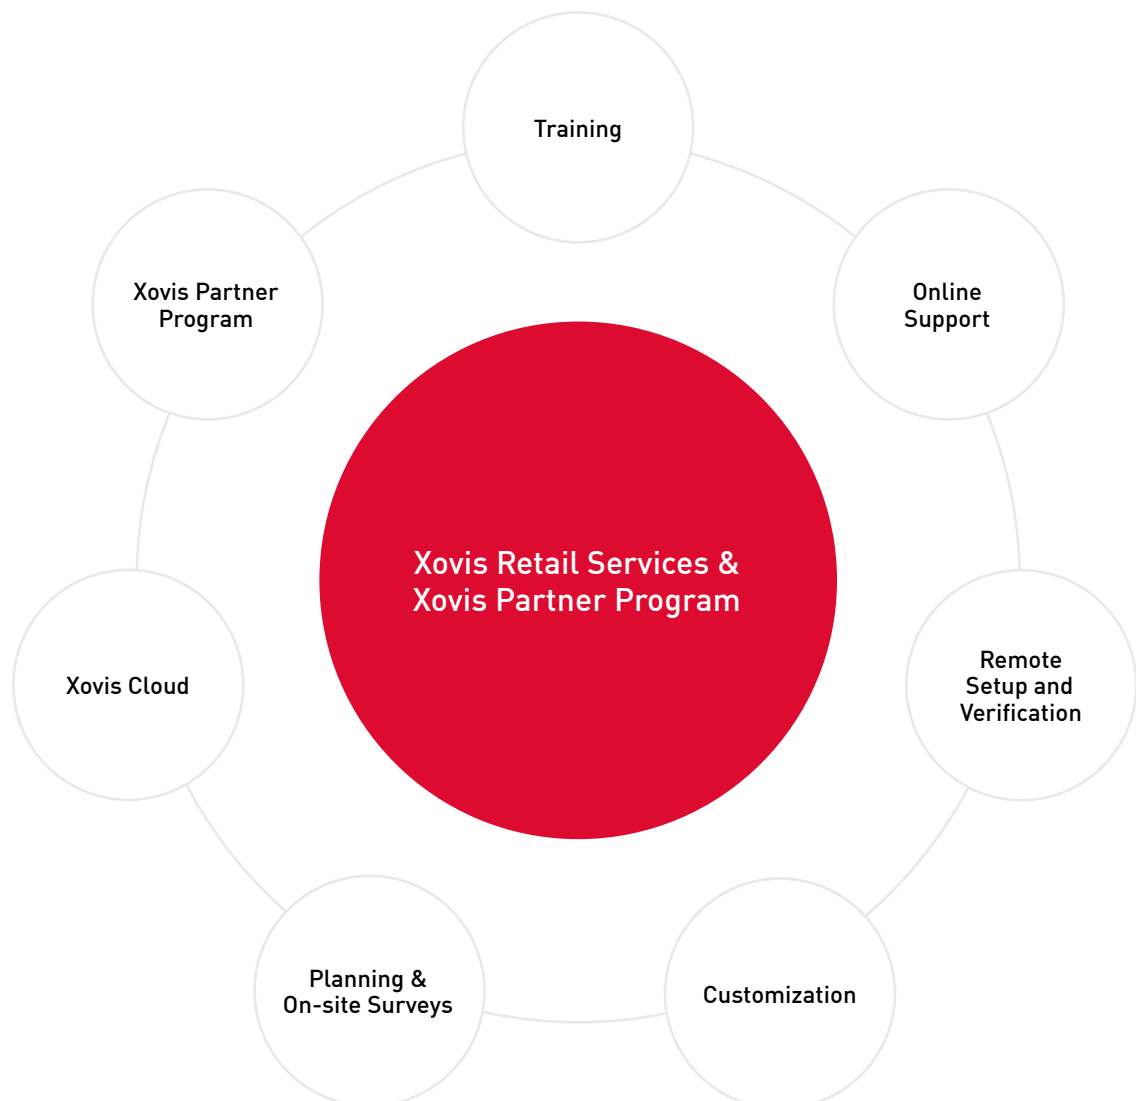 Training
Xovis Partner
Program
Online
Support
Xovis Retail Services &
Xovis Partner Program
Xovis Cloud
Remote
Setup and
Verification
Planning &
On-site Surveys
Customization